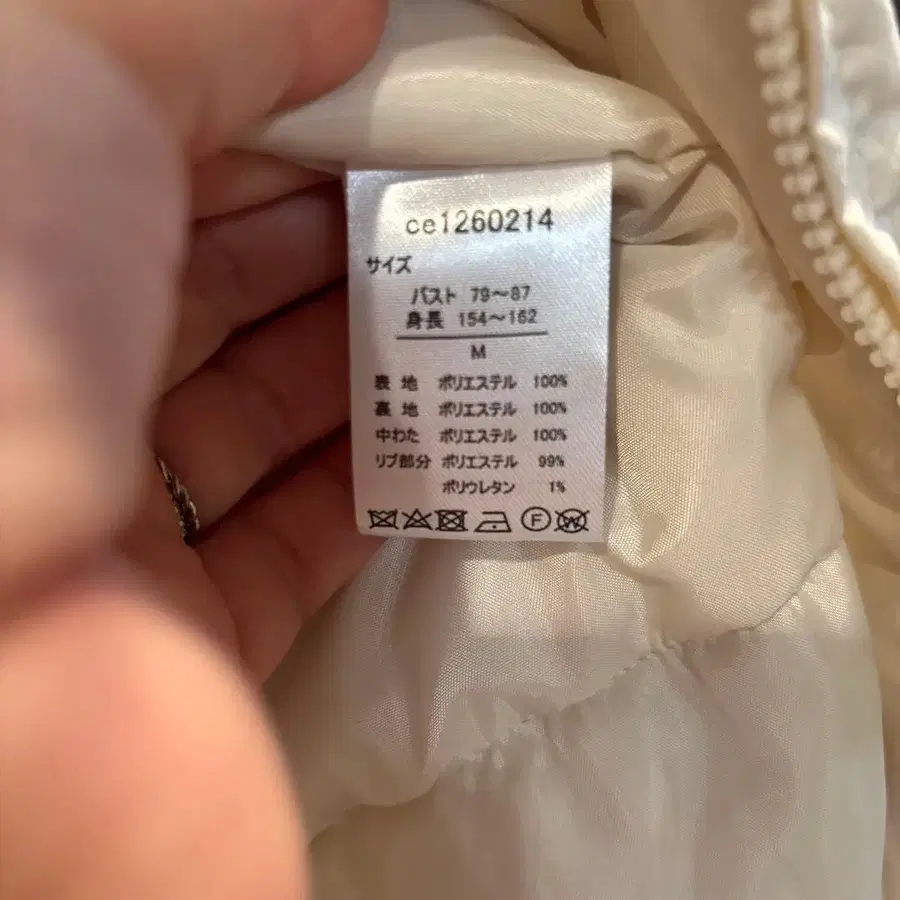 ce1260214
サイズ
バスト 79～87
身長 154～162
M
表 地 ポリエステル 100%
裏 地 ポリエステル 100%
中わた ポリエステル 100%
リブ部分 ポリエステル 99%
ポリウレタン 1%
F W